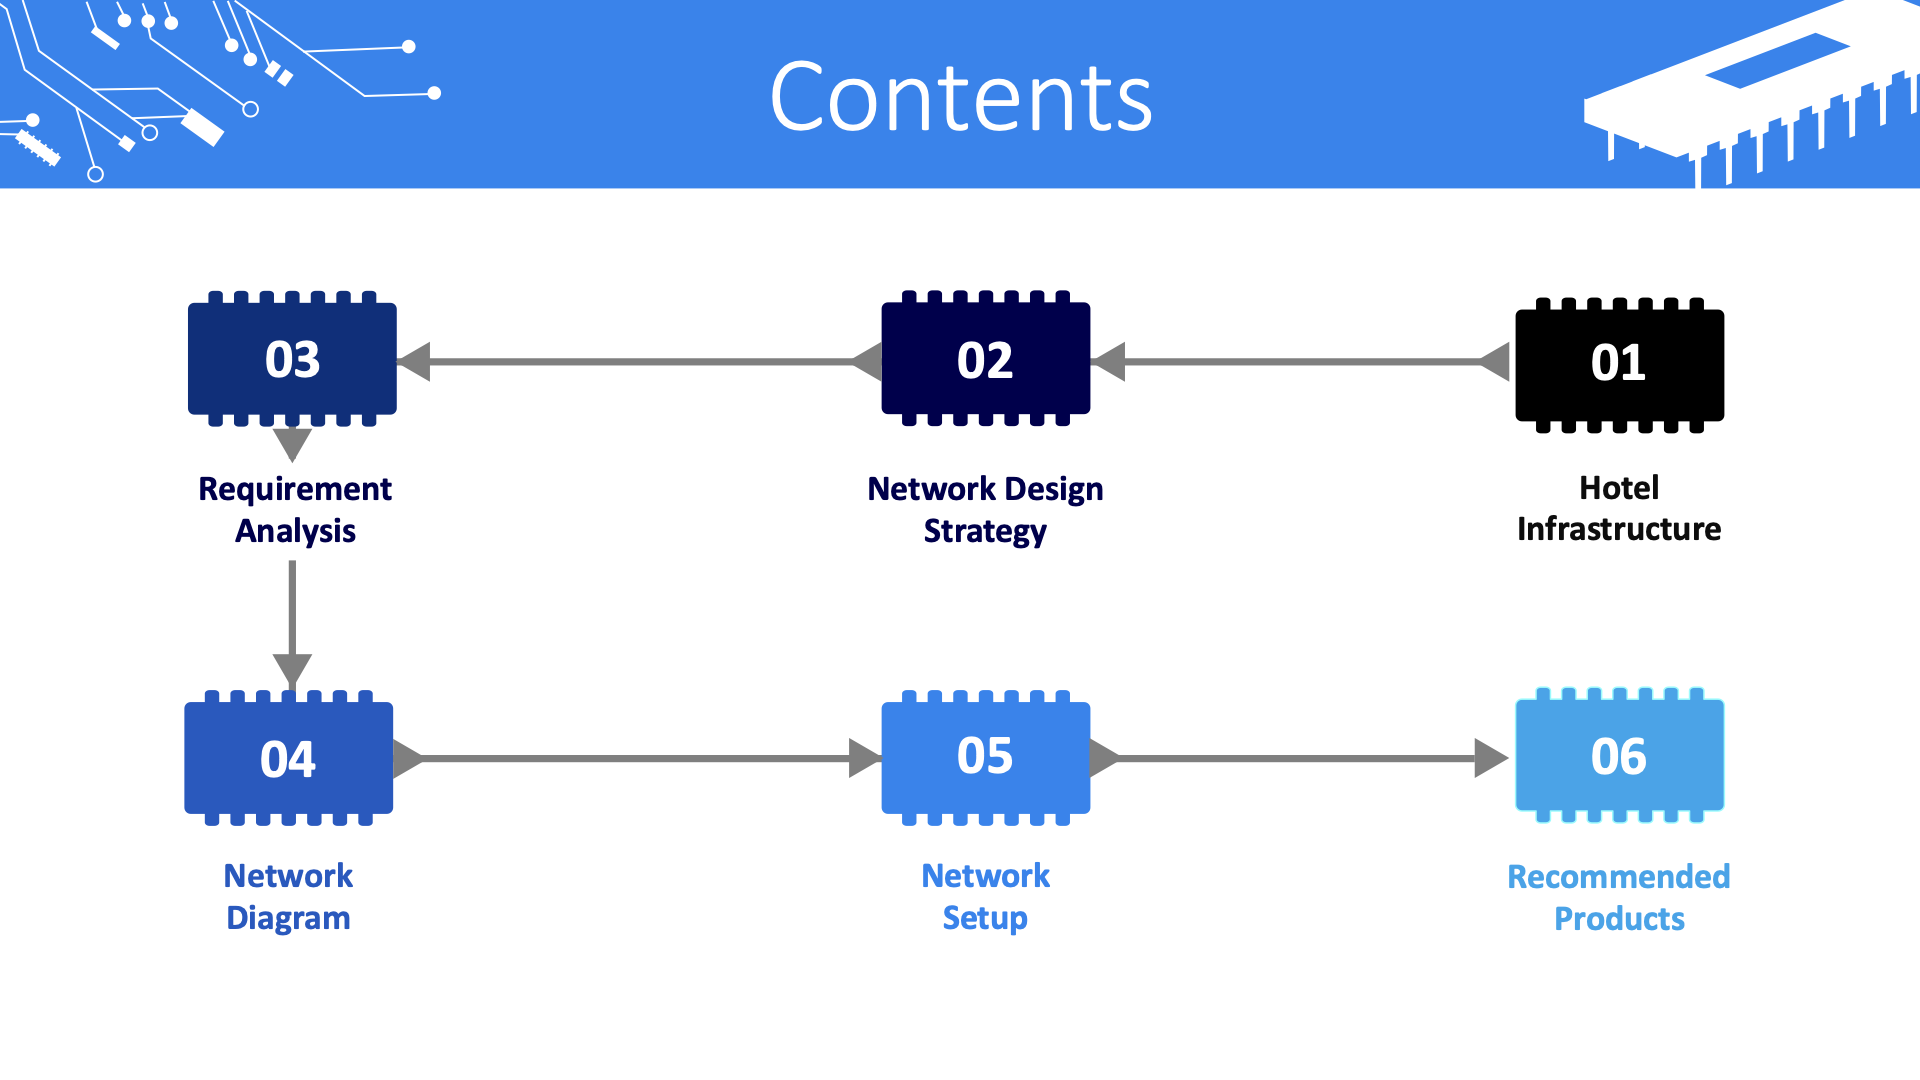 Contents
03
02
01
Requirement
Analysis
Network Design
Strategy
Hotel
Infrastructure
04
05
06
Network
Diagram
Network
Setup
Recommended
Products